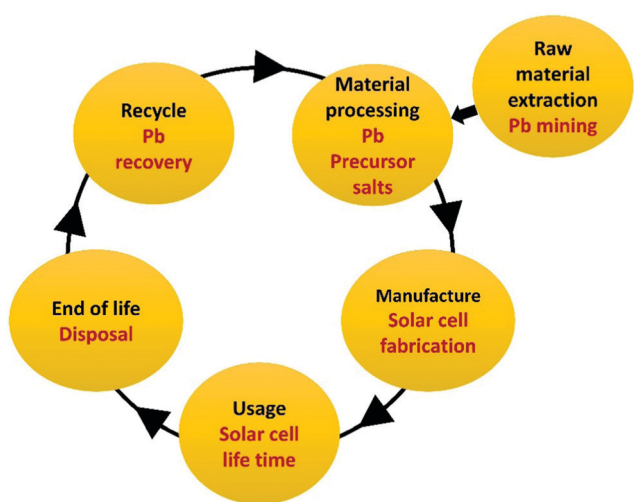 Raw
material
extraction
Pb mining
Material
processing
Pb
Precursor
salts
Recycle
Pb
recovery
Manufacture
Solar cell
fabrication
End of life
Disposal
Usage
Solar cell
life time